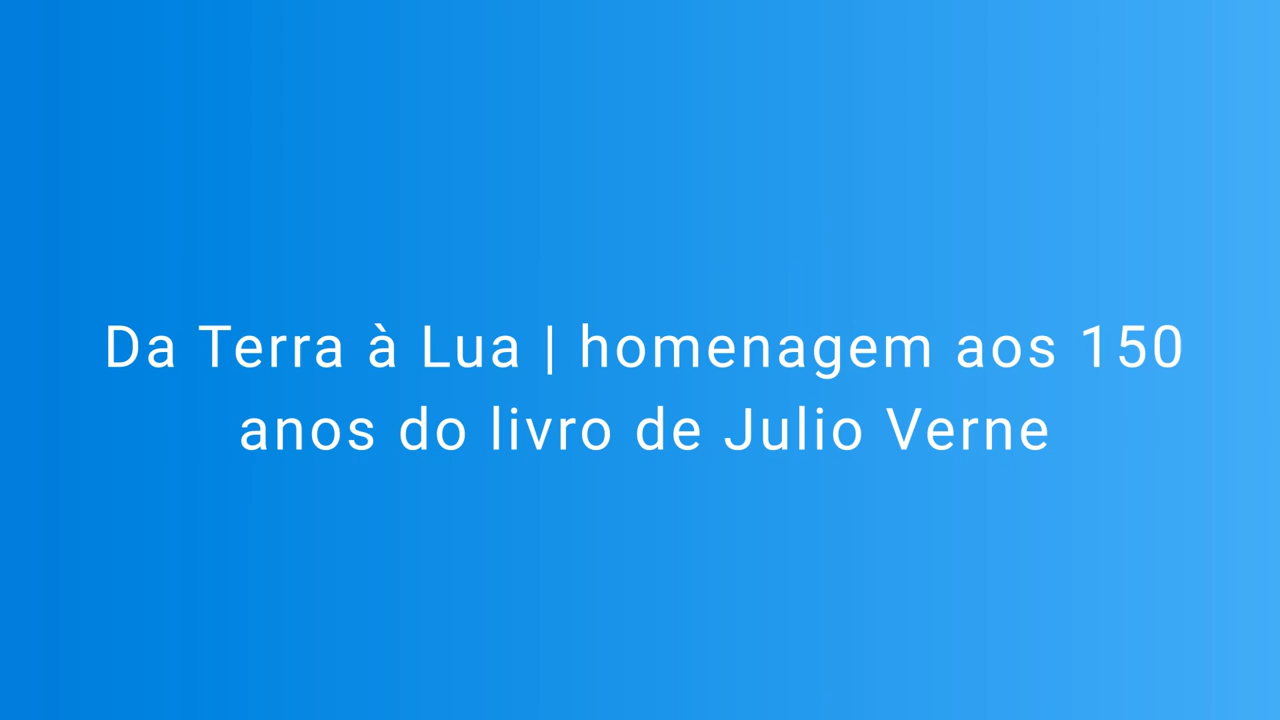 Da Terra à Lua | homenagem aos 150
anos do livro de Julio Verne